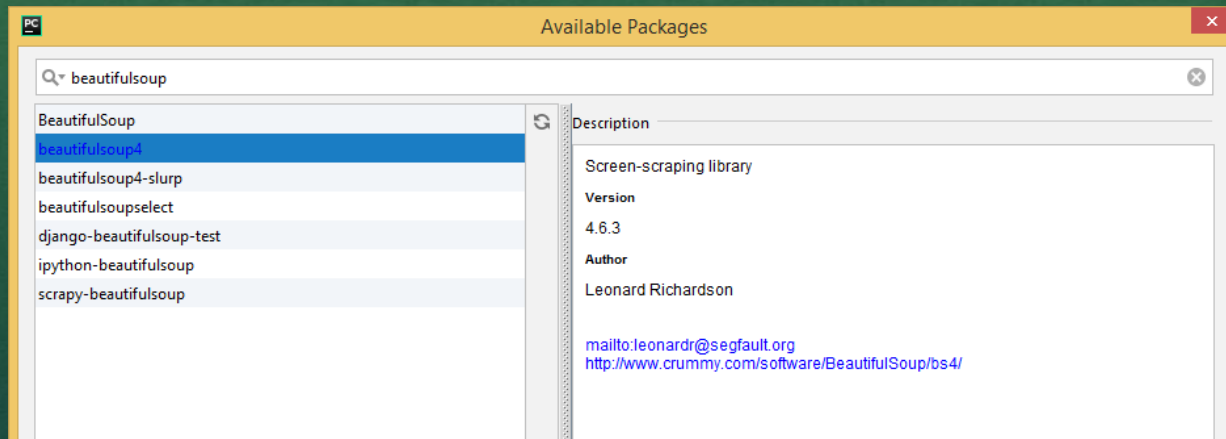 PC
Available Packages
beautifulsoup
BeautifulSoup
beautifulsoup4
beautifulsoup4-slurp
beautifulsoupselect
django-beautifulsoup-test
ipython-beautifulsoup
scrapy-beautifulsoup
Description
Screen-scraping library
Version
4.6.3
Author
Leonard Richardson
mailto:leonardr@segfault.org
http://www.crummy.com/software/BeautifulSoup/bs4/